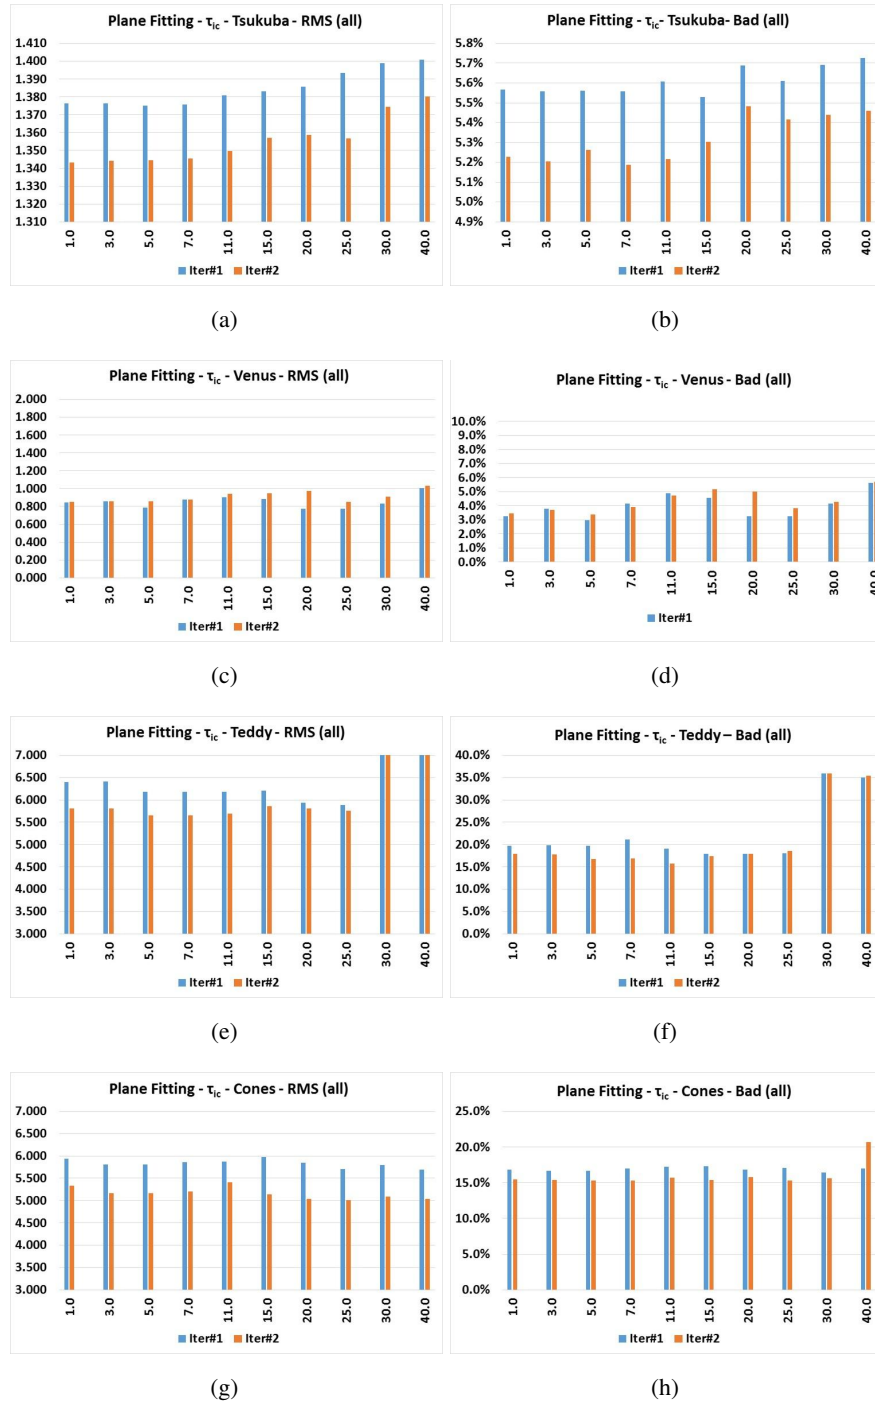 Plane Fitting - τic - Tsukuba - RMS (all)
1.410
1.400
1.390
1.380
1.370
1.360
1.350
1.340
1.330
1.320
1.310
1.0 3.0 5.0 7.0 11.0 15.0 20.0 25.0 30.0 40.0
Iter#1 Iter#2
(a)
Plane Fitting - τic- Tsukuba- Bad (all)
5.8%
5.7%
5.6%
5.5%
5.4%
5.3%
5.2%
5.1%
5.0%
4.9%
1.0 3.0 5.0 7.0 11.0 15.0 20.0 25.0 30.0 40.0
Iter#1 Iter#2
(b)
Plane Fitting - τic - Venus - RMS (all)
2.000
1.800
1.600
1.400
1.200
1.000
0.800
0.600
0.400
0.200
0.000
1.0 3.0 5.0 7.0 11.0 15.0 20.0 25.0 30.0 40.0
Iter#1 Iter#2
(c)
Plane Fitting - τic - Venus - Bad (all)
10.0%
9.0%
8.0%
7.0%
6.0%
5.0%
4.0%
3.0%
2.0%
1.0%
0.0%
1.0 3.0 5.0 7.0 11.0 15.0 20.0 25.0 30.0 40.0
Iter#1
(d)
Plane Fitting - τic - Teddy - RMS (all)
7.000
6.500
6.000
5.500
5.000
4.500
4.000
3.500
3.000
1.0 3.0 5.0 7.0 11.0 15.0 20.0 25.0 30.0 40.0
Iter#1 Iter#2
(e)
Plane Fitting - τic - Teddy – Bad (all)
40.0%
35.0%
30.0%
25.0%
20.0%
15.0%
10.0%
5.0%
0.0%
1.0 3.0 5.0 7.0 11.0 15.0 20.0 25.0 30.0 40.0
Iter#1 Iter#2
(f)
Plane Fitting - τic - Cones - RMS (all)
7.000
6.500
6.000
5.500
5.000
4.500
4.000
3.500
3.000
1.0 3.0 5.0 7.0 11.0 15.0 20.0 25.0 30.0 40.0
Iter#1 Iter#2
(g)
Plane Fitting - τic - Cones - Bad (all)
25.0%
20.0%
15.0%
10.0%
5.0%
0.0%
1.0 3.0 5.0 7.0 11.0 15.0 20.0 25.0 30.0 40.0
Iter#1 Iter#2
(h)